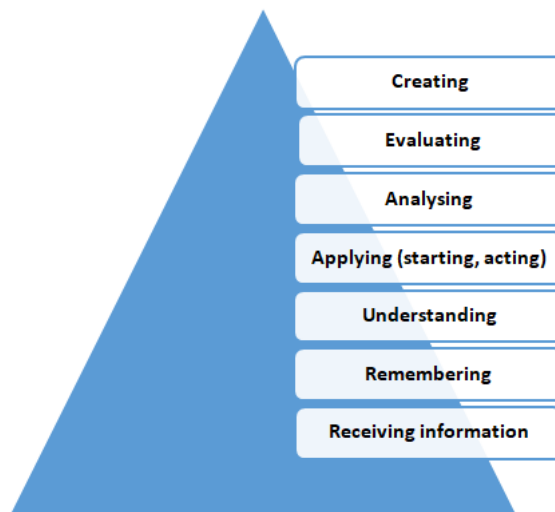 Creating
Evaluating
Analysing
Applying (starting, acting)
Understanding
Remembering
Receiving information